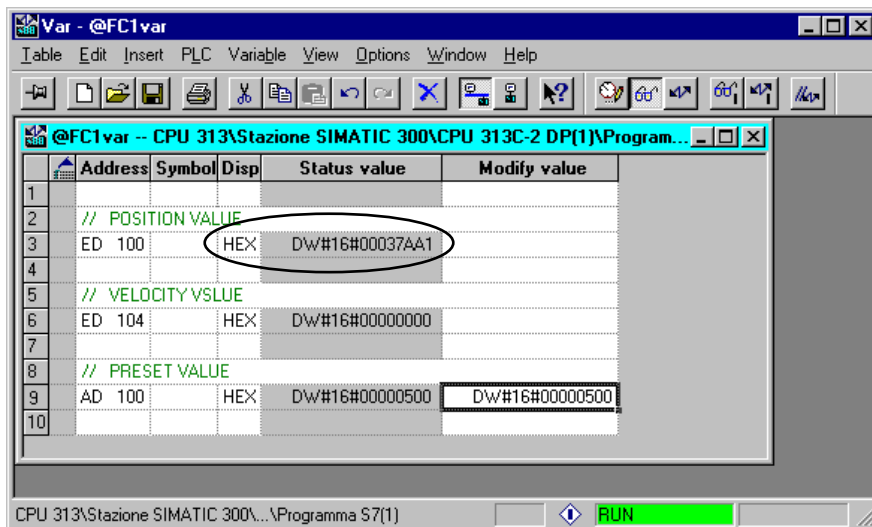 Var - @FC1var
Table Edit Insert PLC Variable View Options Window Help
@FC1var -- CPU 313\Stazione SIMATIC 300\CPU 313C-2 DP(1)\Program...
Address Symbol Disp Status value Modify value
1
2 // POSITION VALUE
3 ED 100 HEX DW#16#00037AA1
4
5 // VELOCITY VSLUE
6 ED 104 HEX DW#16#00000000
7
8 // PRESET VALUE
9 AD 100 HEX DW#16#00000500 DW#16#00000500
10
CPU 313\Stazione SIMATIC 300\...\Programma S7(1) RUN